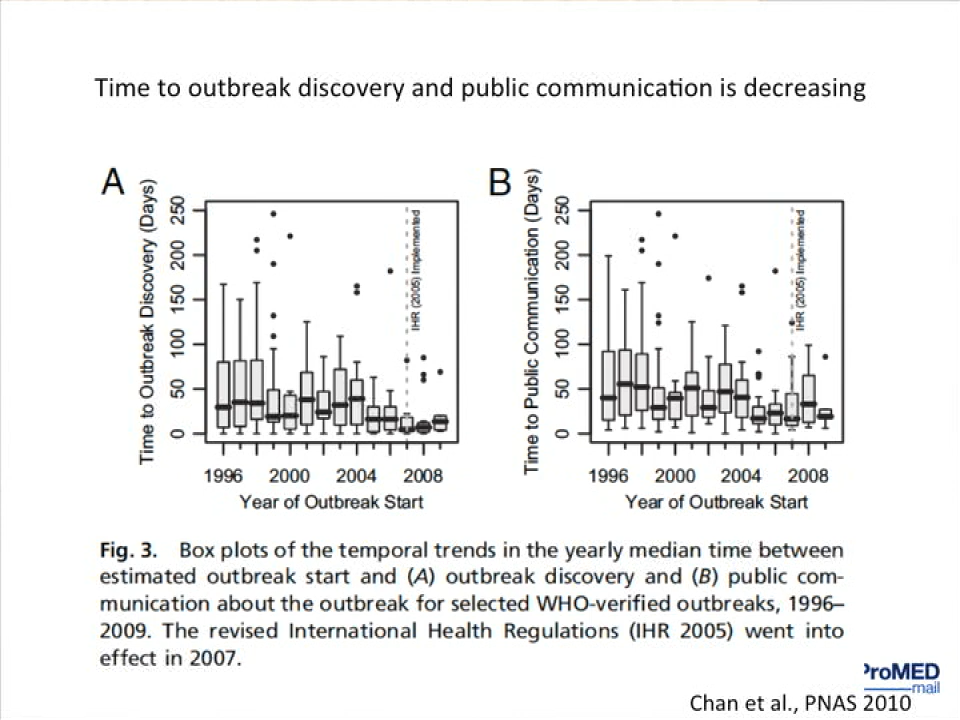 Time to outbreak discovery and public communication is decreasing
A
B
Time to Outbreak Discovery (Days)
250
200
150
100
50
0
IHR (2005) Implemented
1996
2000
2004
2008
Year of Outbreak Start
Time to Public Communication (Days)
250
200
150
100
50
0
IHR (2005) Implemented
1996
2000
2004
2008
Year of Outbreak Start
Fig. 3. Box plots of the temporal trends in the yearly median time between
estimated outbreak start and (A) outbreak discovery and (B) public com-
munication about the outbreak for selected WHO-verified outbreaks, 1996–
2009. The revised International Health Regulations (IHR 2005) went into
effect in 2007.
ProMED
mail
Chan et al., PNAS 2010